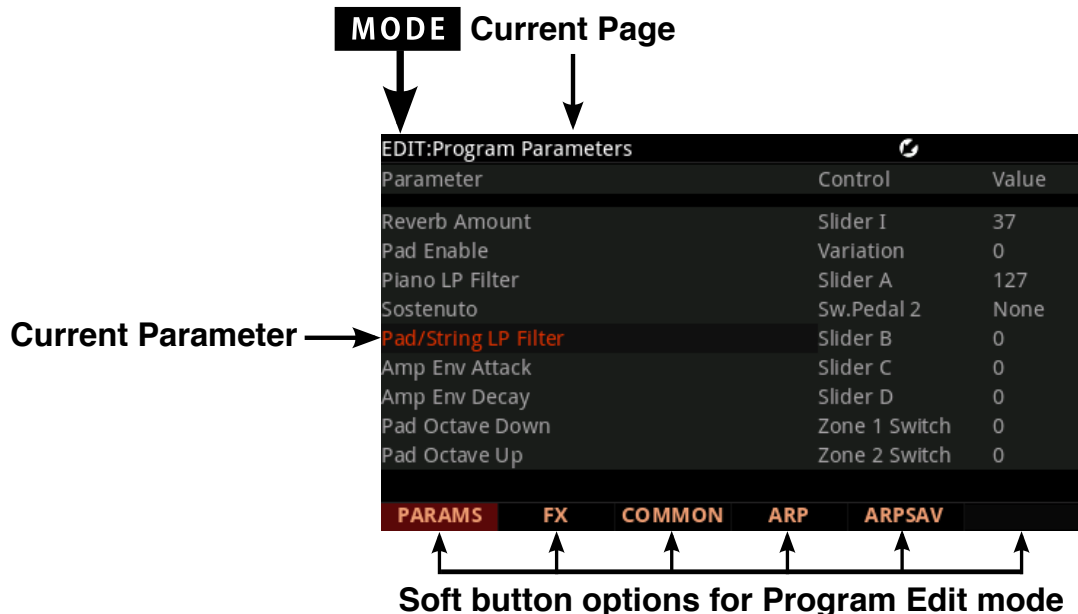 MODE Current Page
EDIT:Program Parameters
Parameter Control Value
Reverb Amount Slider I 37
Pad Enable Variation 0
Piano LP Filter Slider A 127
Sostenuto Sw.Pedal 2 None
Current Parameter
Pad/String LP Filter Slider B 0
Amp Env Attack Slider C 0
Amp Env Decay Slider D 0
Pad Octave Down Zone 1 Switch 0
Pad Octave Up Zone 2 Switch 0
PARAMS FX COMMON ARP ARPSAV
Soft button options for Program Edit mode